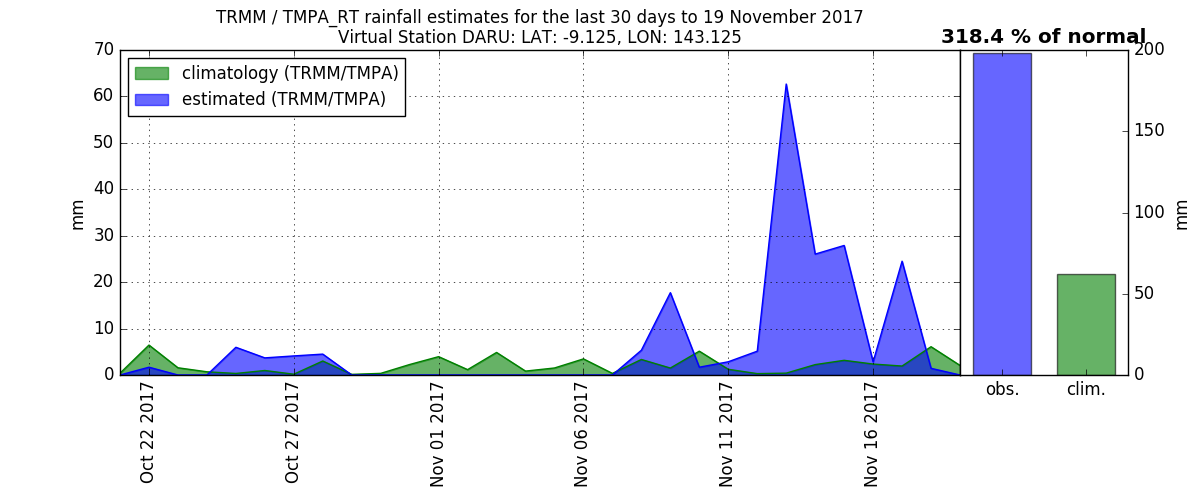 TRMM / TMPA_RT rainfall estimates for the last 30 days to 19 November 2017
Virtual Station DARU: LAT: -9.125, LON: 143.125
318.4 % of normal
climatology (TRMM/TMPA)
estimated (TRMM/TMPA)
70
60
50
40
30
20
10
0
mm
Oct 22 2017
Oct 27 2017
Nov 01 2017
Nov 06 2017
Nov 11 2017
Nov 16 2017
obs.
clim.
200
150
100
50
0
mm